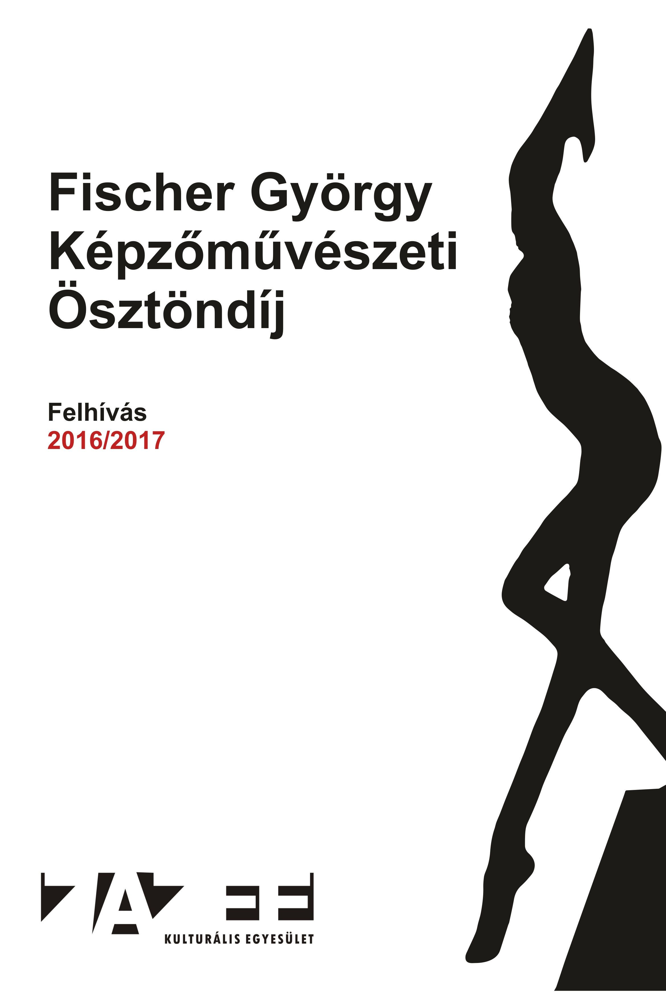 Fischer György
Képzőművészeti
Ösztöndíj
Felhívás
2016/2017
KULTURÁLIS EGYESÜLET